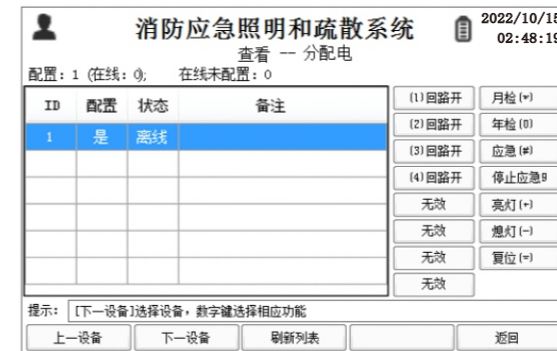 消防应急照明和疏散系统
2022/10/15
02:48:19
查看 -- 分配电
配置: 1 (在线: 0; 在线未配置: 0
ID 配置 状态 备注
1 是 离线
(1)回路开 月检(*)
(2)回路开 年检(0)
(3)回路开 应急(#)
(4)回路开 停止应急9
无效 亮灯(+)
无效 熄灯(-)
无效 复位(=)
无效
提示: [下一设备]选择设备，数字键选择相应功能
上一设备 下一设备 刷新列表 返回